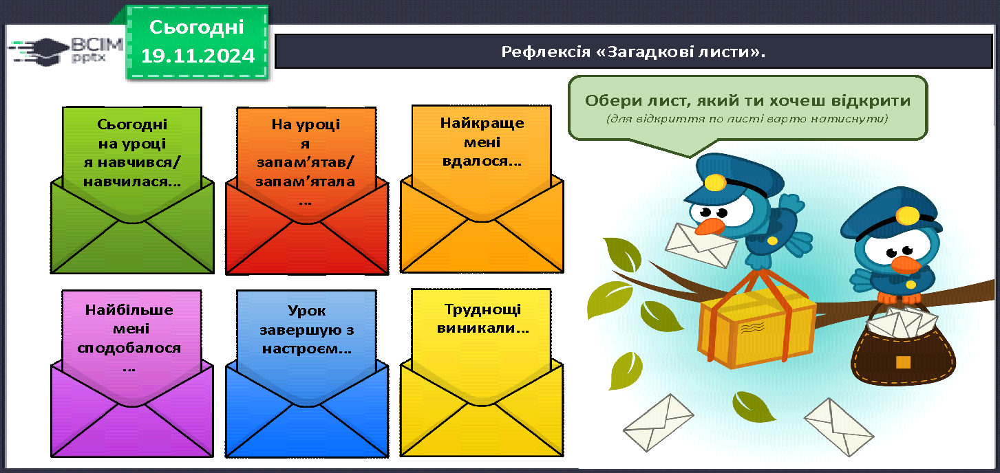 Сьогодні
19.11.2024
ВСІМ
pptx
Рефлексія «Загадкові листи».
Обери лист, який ти хочеш відкрити
(для відкриття по листі варто натиснути)
Сьогодні
на уроці
я навчився/
навчилася...
На уроці
я
запам’ятав/
запам’ятала
...
Найкраще
мені
вдалося...
Найбільше
мені
сподобалося
...
Урок
завершую з
настроєм...
Труднощі
виникали...